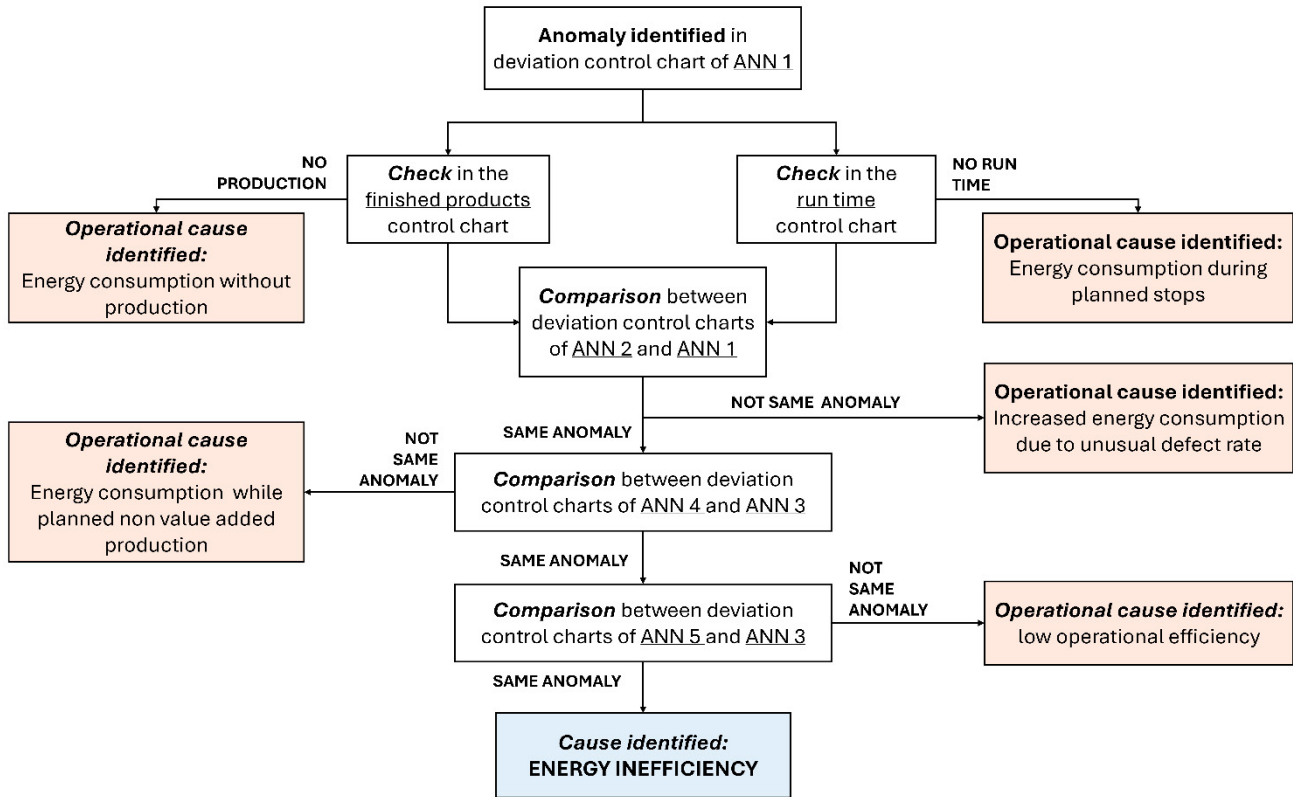 Anomaly identified in
deviation control chart of ANN 1
NO
PRODUCTION
Check in the
finished products
control chart
Check in the
run time
control chart
NO RUN
TIME
Operational cause
identified:
Energy consumption without
production
Operational cause identified:
Energy consumption during
planned stops
Comparison between
deviation control charts
of ANN 2 and ANN 1
NOT SAME ANOMALY
Operational cause identified:
Increased energy consumption
due to unusual defect rate
SAME ANOMALY
NOT
SAME
ANOMALY
Operational cause
identified:
Energy consumption while
planned non value added
production
Comparison between deviation
control charts of ANN 4 and ANN 3
SAME ANOMALY
Comparison between deviation
control charts of ANN 5 and ANN 3
NOT
SAME
ANOMALY
Operational cause identified:
low operational efficiency
SAME ANOMALY
Cause identified:
ENERGY INEFFICIENCY